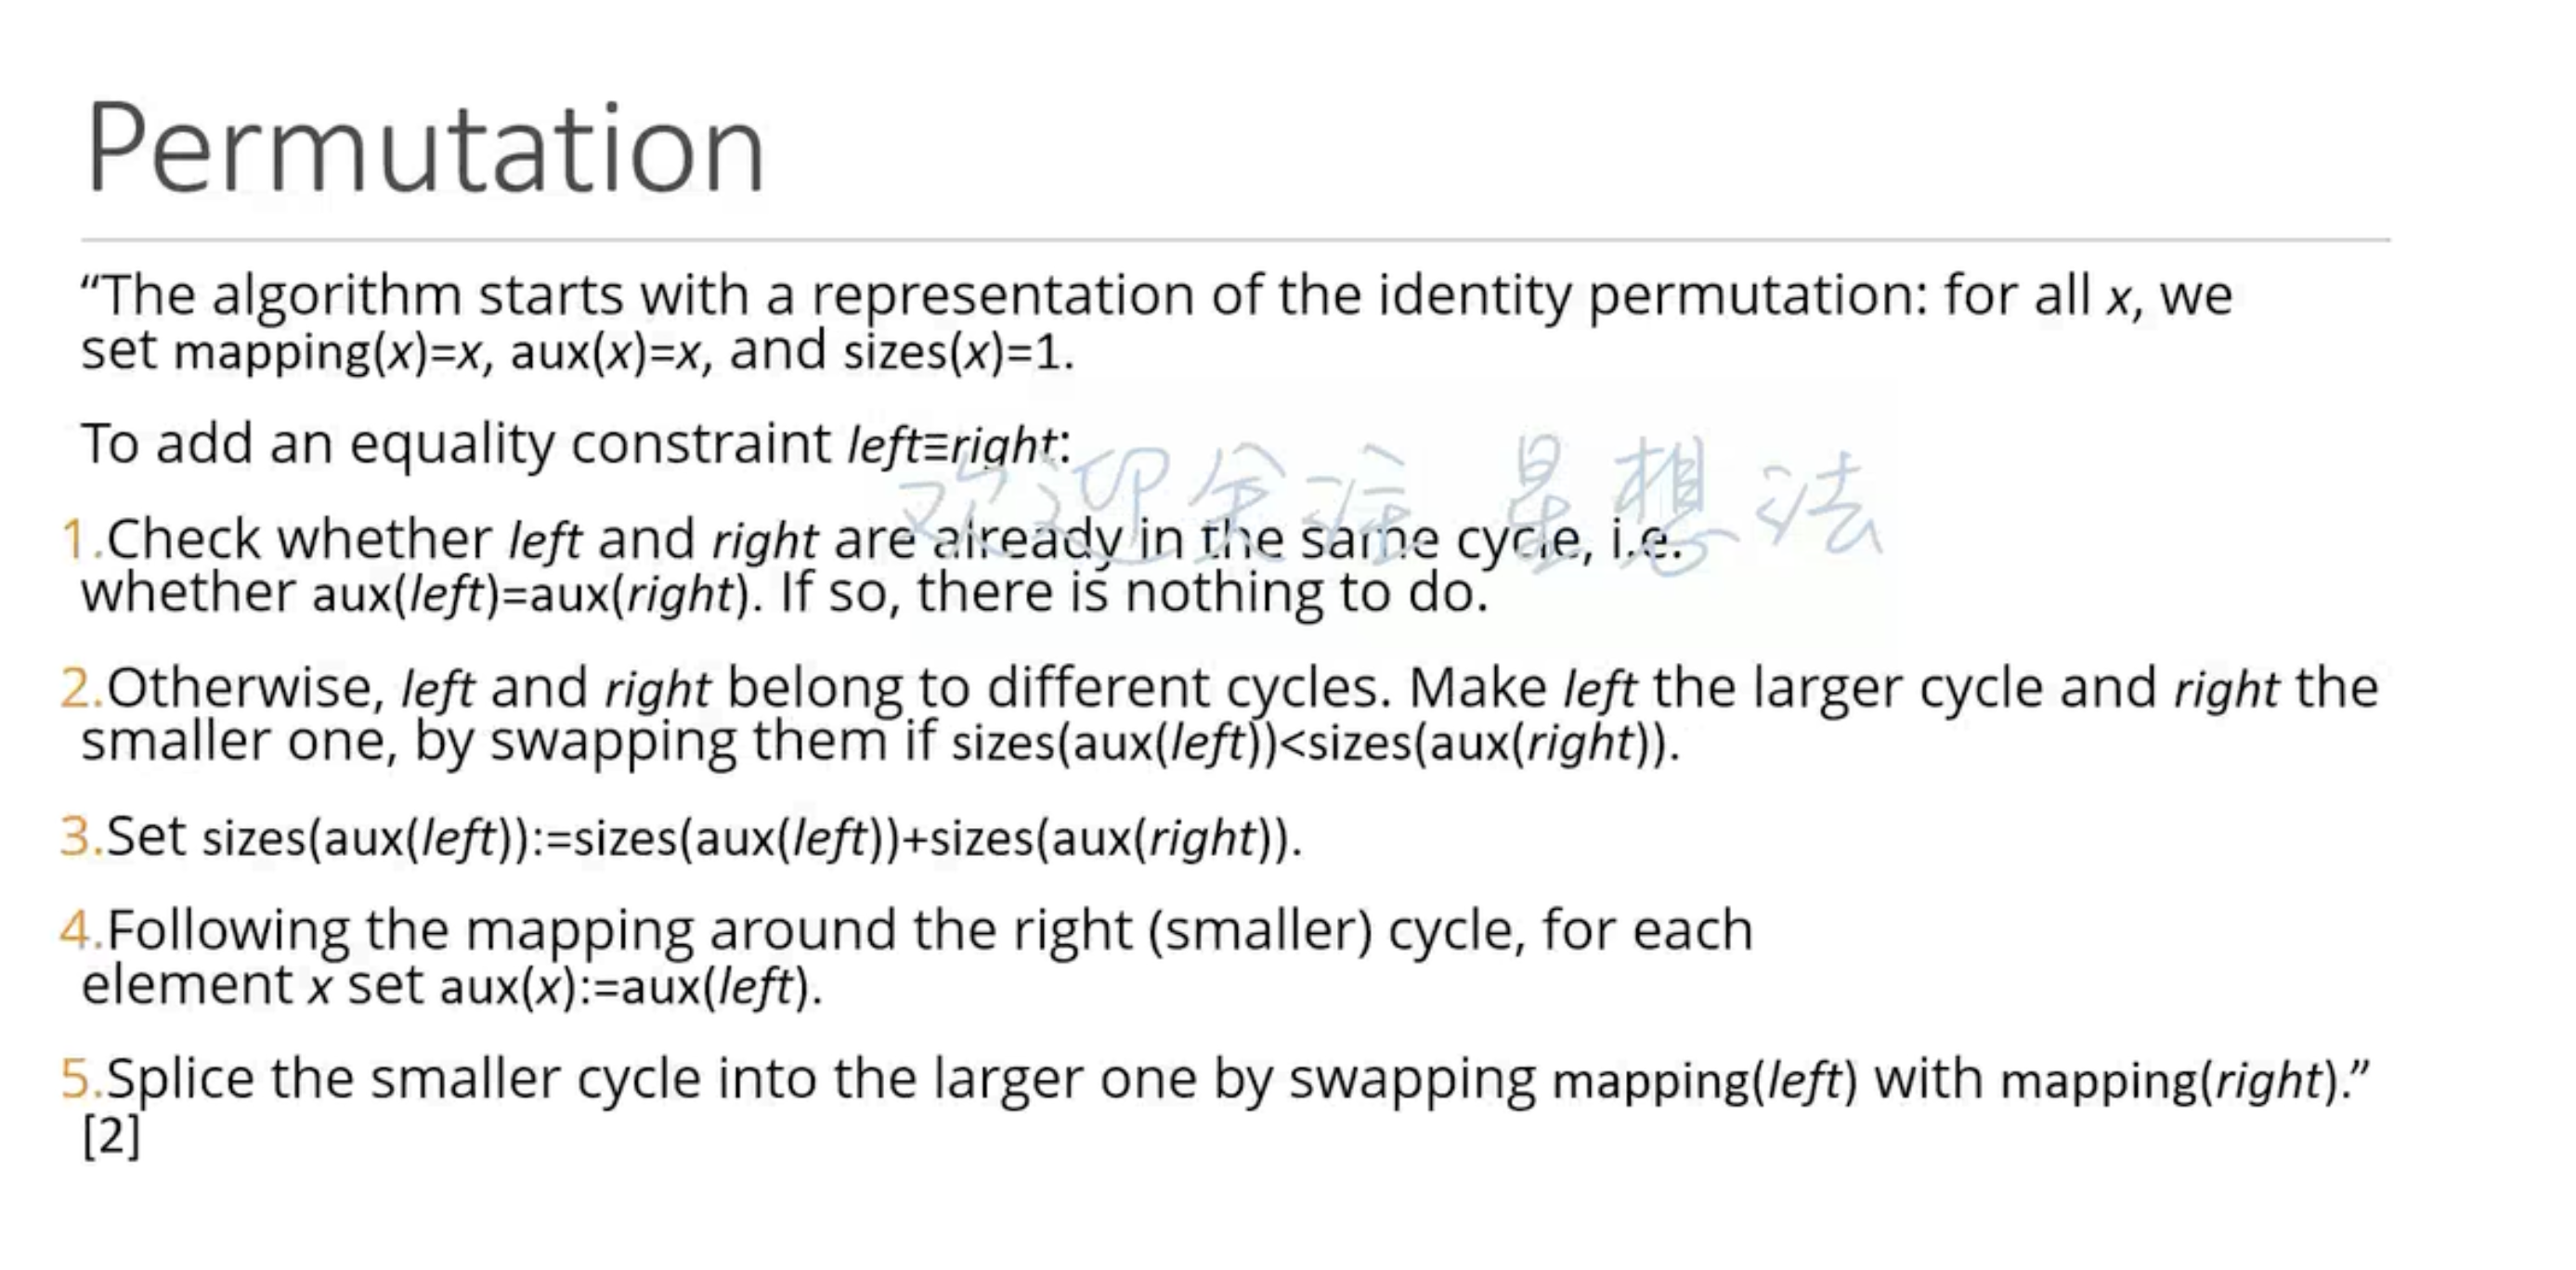 Permutation
“The algorithm starts with a representation of the identity permutation: for all x, we
set mapping(x)=x, aux(x)=x, and sizes(x)=1.
To add an equality constraint left≡right:
欢迎关注 星想法
1.Check whether left and right are already in the same cycle, i.e.
whether aux(left)=aux(right). If so, there is nothing to do.
2.Otherwise, left and right belong to different cycles. Make left the larger cycle and right the
smaller one, by swapping them if sizes(aux(left))<sizes(aux(right)).
3.Set sizes(aux(left)):=sizes(aux(left))+sizes(aux(right)).
4.Following the mapping around the right (smaller) cycle, for each
element x set aux(x):=aux(left).
5.Splice the smaller cycle into the larger one by swapping mapping(left) with mapping(right).”
[2]